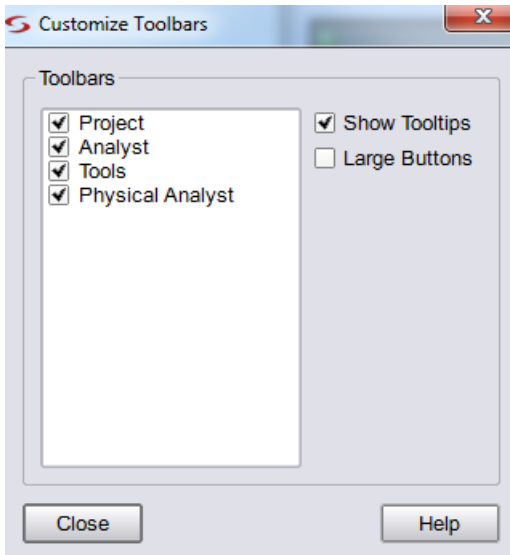 Customize Toolbars
Toolbars
Project
Analyst
Tools
Physical Analyst
Show Tooltips
Large Buttons
Close
Help